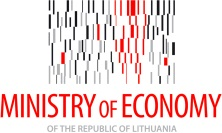 MINISTRY OF ECONOMY
OF THE REPUBLIC OF LITHUANIA